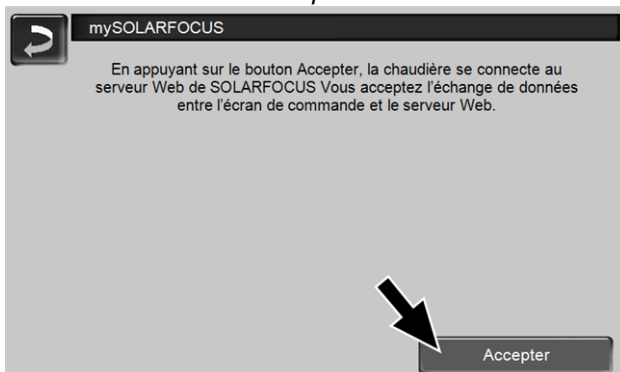 mySOLARFOCUS
En appuyant sur le bouton Accepter, la chaudière se connecte au
serveur Web de SOLARFOCUS Vous acceptez l'échange de données
entre l'écran de commande et le serveur Web.
Accepter